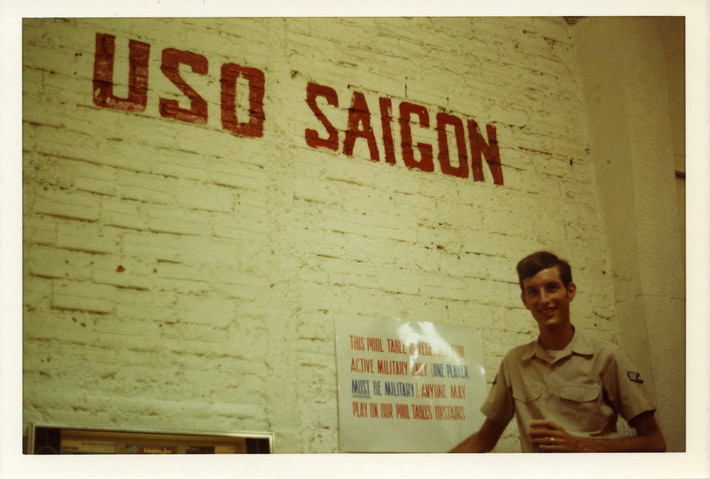 USO SAIGON
THIS POOL TABLE IS RESERVED FOR
ACTIVE MILITARY ONLY (ONE PLAYER
MUST BE MILITARY). ANYONE MAY
PLAY ON OUR POOL TABLES UPSTAIRS